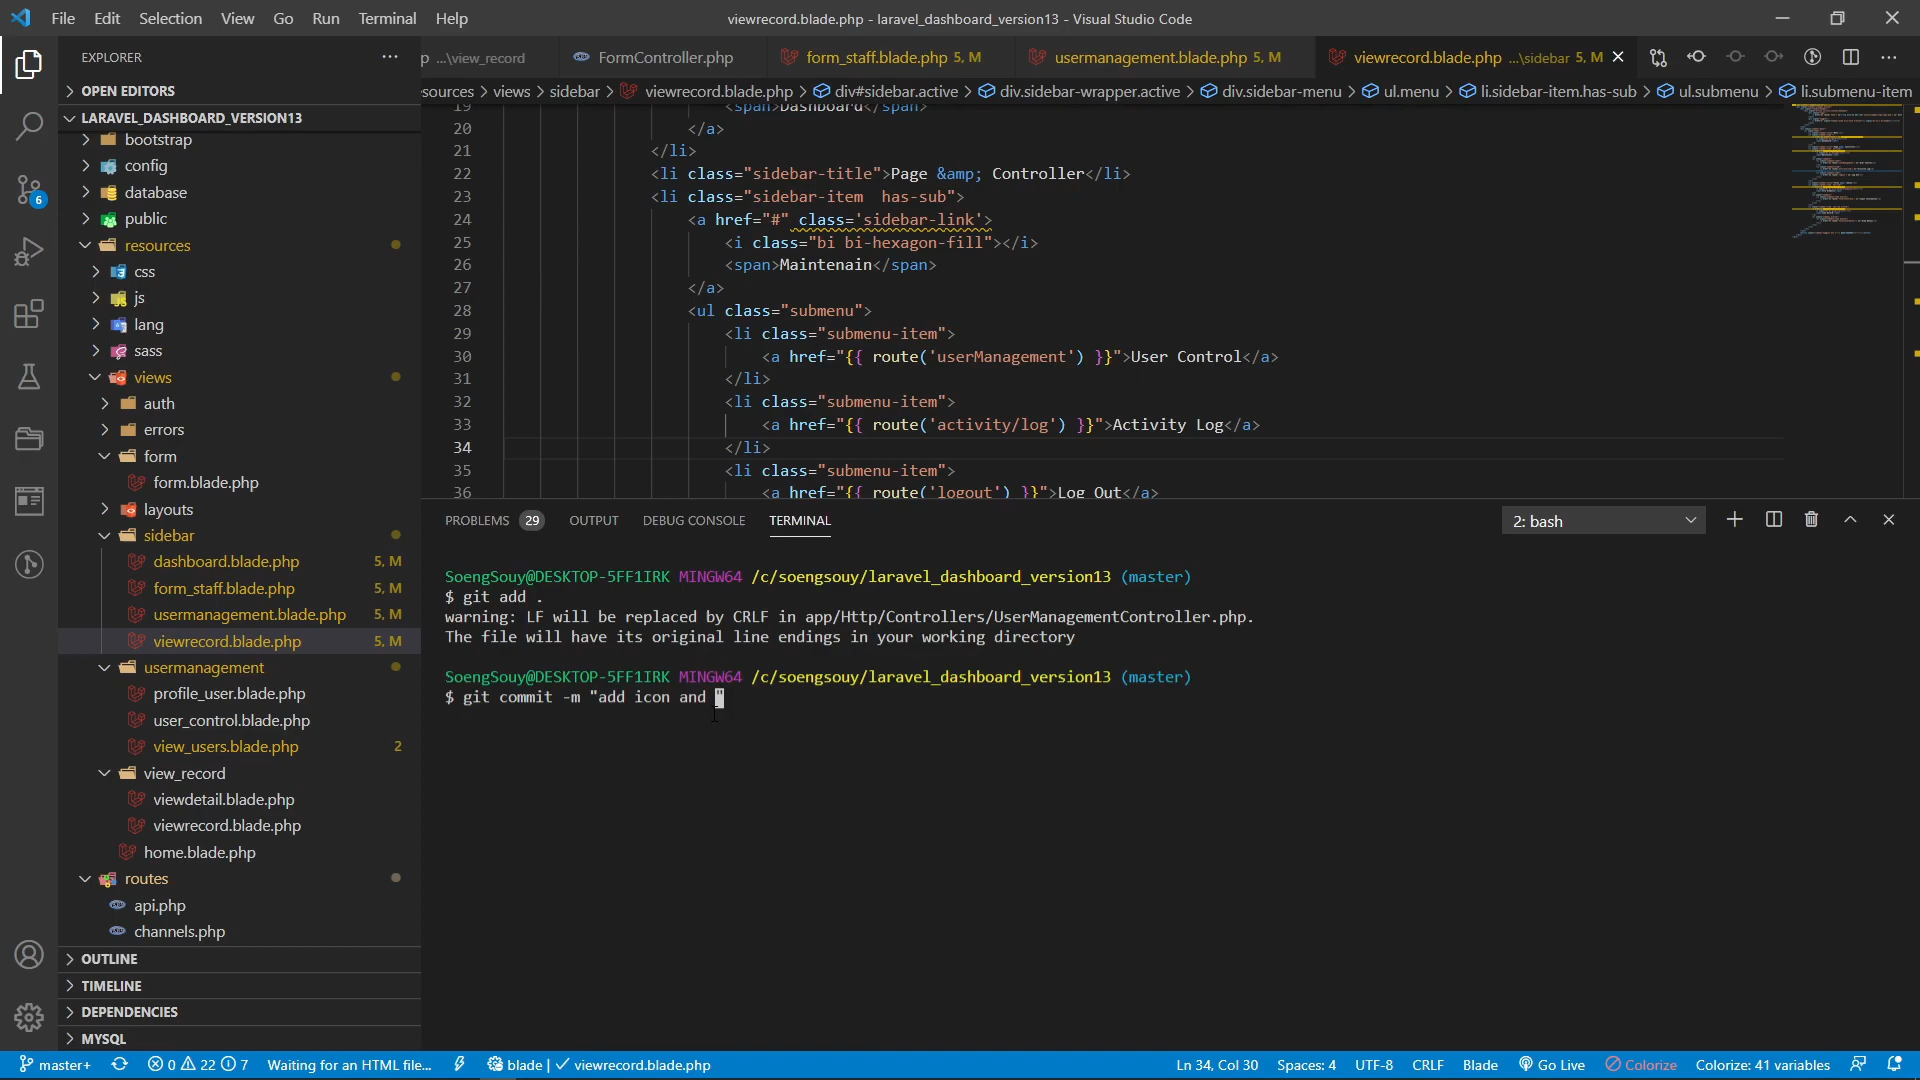 File Edit Selection View Go Run Terminal Help
viewrecord.blade.php - laravel_dashboard_version13 - Visual Studio Code
EXPLORER
p ...\view_record
FormController.php
form_staff.blade.php 5, M
usermanagement.blade.php 5, M
viewrecord.blade.php ...\sidebar 5, M
OPEN EDITORS
sources > views > sidebar > viewrecord.blade.php > div#sidebar.active > div.sidebar-wrapper.active > div.sidebar-menu > ul.menu > li.sidebar-item.has-sub > ul.submenu > li.submenu-item
LARAVEL_DASHBOARD_VERSION13
bootstrap
config
database
public
resources
css
js
lang
sass
views
auth
errors
form
form.blade.php
layouts
sidebar
dashboard.blade.php 5, M
form_staff.blade.php 5, M
usermanagement.blade.php 5, M
viewrecord.blade.php 5, M
usermanagement
profile_user.blade.php
user_control.blade.php
view_users.blade.php 2
view_record
viewdetail.blade.php
viewrecord.blade.php
home.blade.php
routes
api.php
channels.php
OUTLINE
TIMELINE
DEPENDENCIES
MYSQL
6
19 <span>Dashboard</span>
20 </a>
21 </li>
22 <li class="sidebar-title">Page &amp; Controller</li>
23 <li class="sidebar-item  has-sub">
24 <a href="#" class='sidebar-link'>
25 <i class="bi bi-hexagon-fill"></i>
26 <span>Maintenain</span>
27 </a>
28 <ul class="submenu">
29 <li class="submenu-item">
30 <a href="{{ route('userManagement') }}">User Control</a>
31 </li>
32 <li class="submenu-item">
33 <a href="{{ route('activity/log') }}">Activity Log</a>
34 </li>
35 <li class="submenu-item">
36 <a href="{{ route('logout') }}">Log Out</a>
PROBLEMS 29 OUTPUT DEBUG CONSOLE TERMINAL
2: bash
SoengSouy@DESKTOP-5FF1IRK MINGW64 /c/soengsouy/laravel_dashboard_version13 (master)
$ git add .
warning: LF will be replaced by CRLF in app/Http/Controllers/UserManagementController.php.
The file will have its original line endings in your working directory
SoengSouy@DESKTOP-5FF1IRK MINGW64 /c/soengsouy/laravel_dashboard_version13 (master)
$ git commit -m "add icon and "
master+ 0 22 7 Waiting for an HTML file... blade | ✓ viewrecord.blade.php
Ln 34, Col 30 Spaces: 4 UTF-8 CRLF Blade Go Live Colorize Colorize: 41 variables